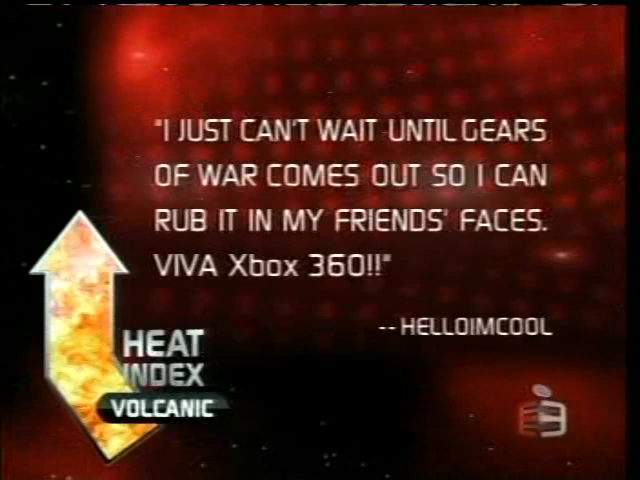 "I JUST CAN'T WAIT UNTIL GEARS
OF WAR COMES OUT SO I CAN
RUB IT IN MY FRIENDS' FACES.
VIVA Xbox 360!!"
-- HELLOIMCOOL
HEAT
INDEX
VOLCANIC
E3